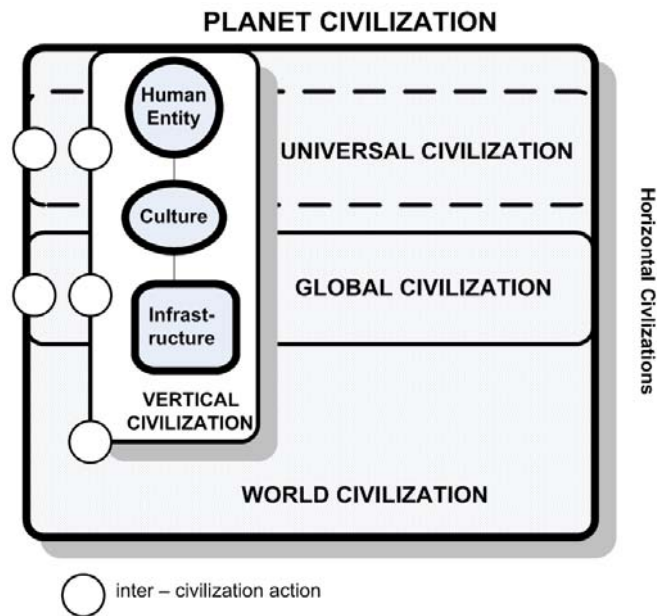 PLANET CIVILIZATION
Human
Entity
UNIVERSAL CIVILIZATION
Culture
GLOBAL CIVILIZATION
Infrast-
ructure
VERTICAL
CIVILIZATION
WORLD CIVILIZATION
Horizontal Civlizations
inter – civilization action